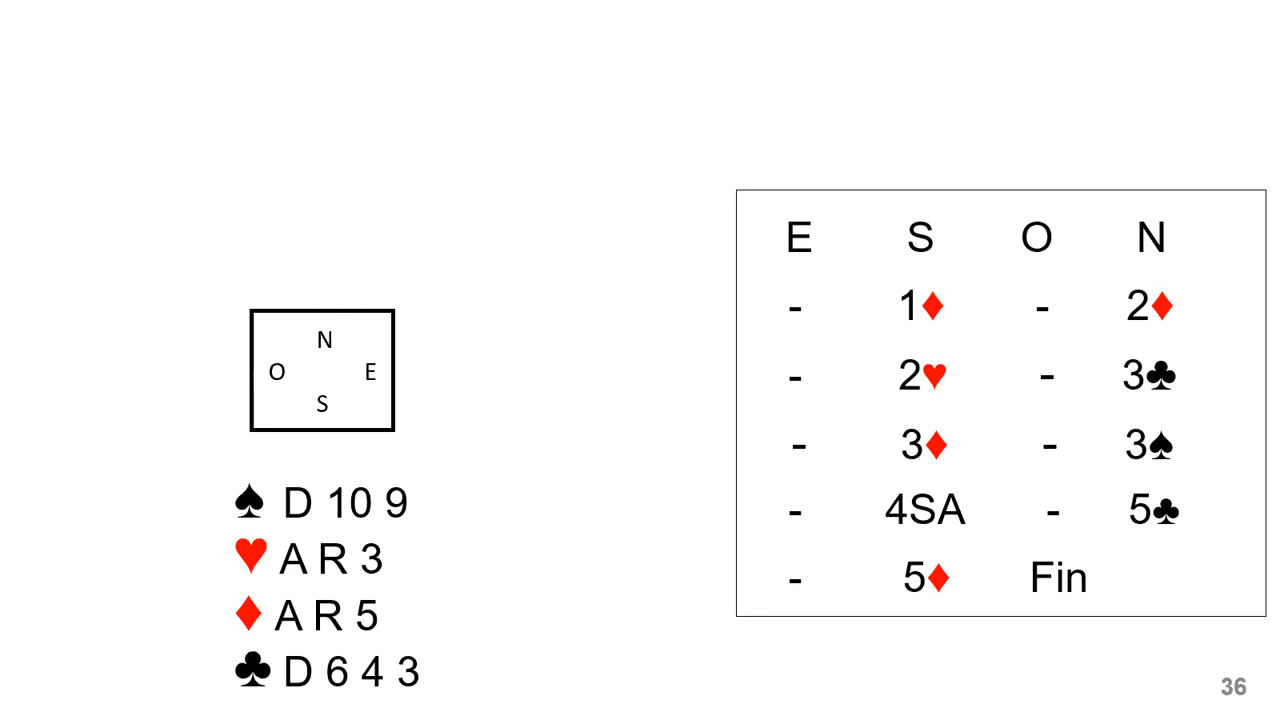 E S O N
- 1♦ - 2♦
- 2♥ - 3♣
- 3♦ - 3♠
- 4SA - 5♣
- 5♦ Fin
N
O E
S
♠ D 10 9
♥ A R 3
♦ A R 5
♣ D 6 4 3
36